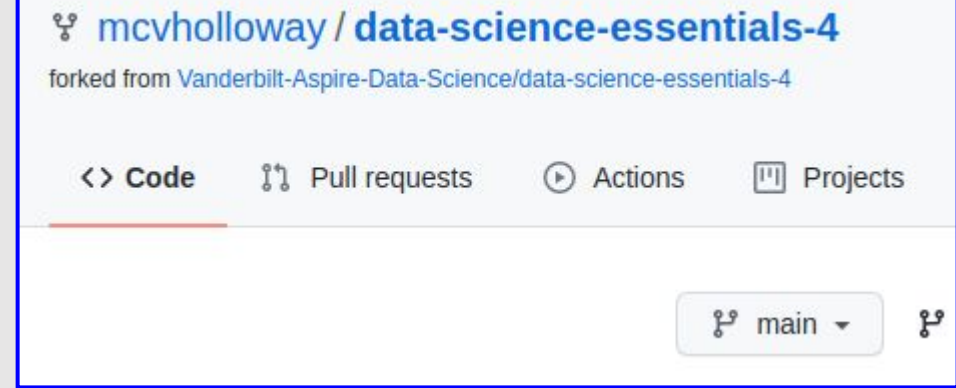 mcvholloway / data-science-essentials-4
forked from Vanderbilt-Aspire-Data-Science/data-science-essentials-4
<> Code Pull requests Actions Projects
main